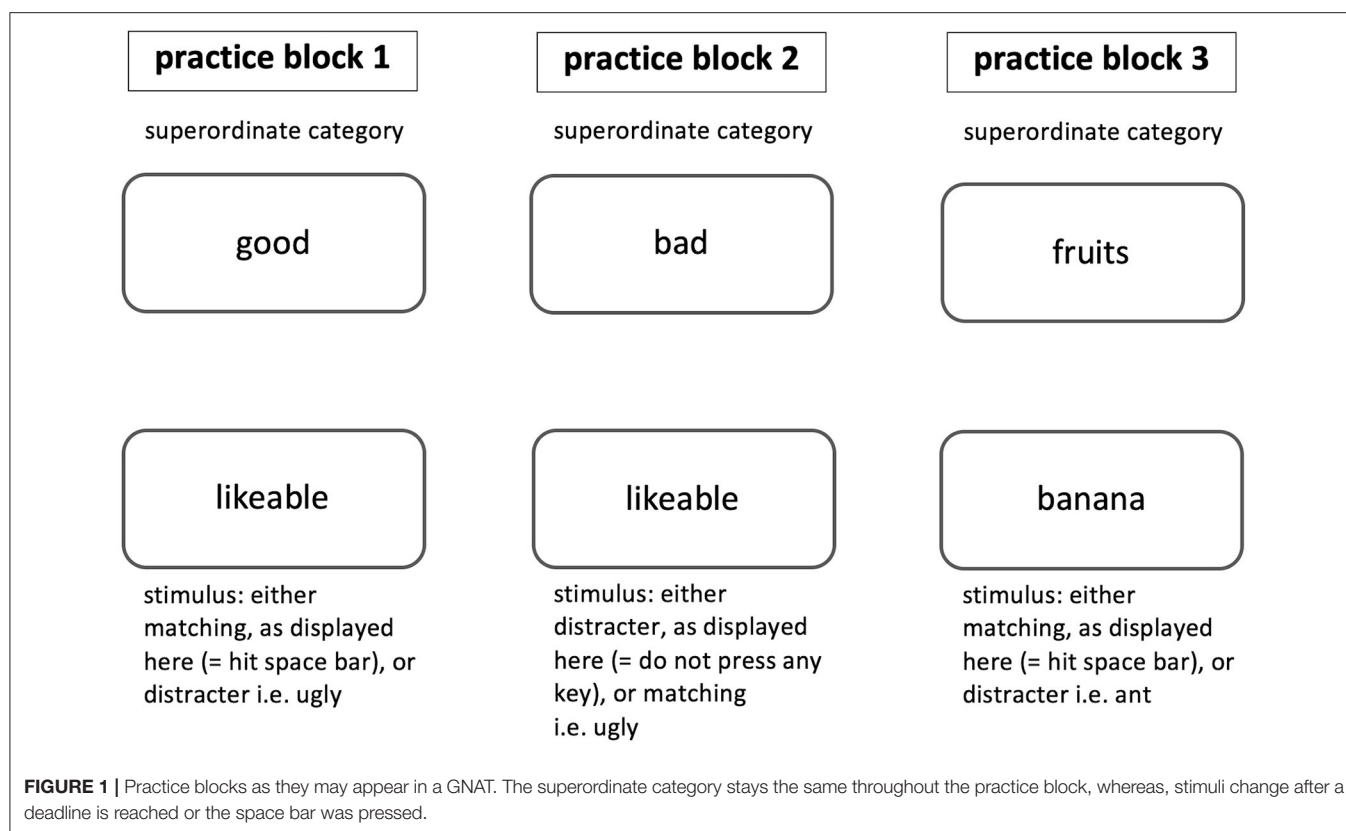 practice block 1
superordinate category
good
likeable
stimulus: either
matching, as displayed
here (= hit space bar), or
distracter i.e. ugly
practice block 2
superordinate category
bad
likeable
stimulus: either
distracter, as displayed
here (= do not press any
key), or matching
i.e. ugly
practice block 3
superordinate category
fruits
banana
stimulus: either
matching, as displayed
here (= hit space bar), or
distracter i.e. ant
FIGURE 1 | Practice blocks as they may appear in a GNAT. The superordinate category stays the same throughout the practice block, whereas, stimuli change after a
deadline is reached or the space bar was pressed.